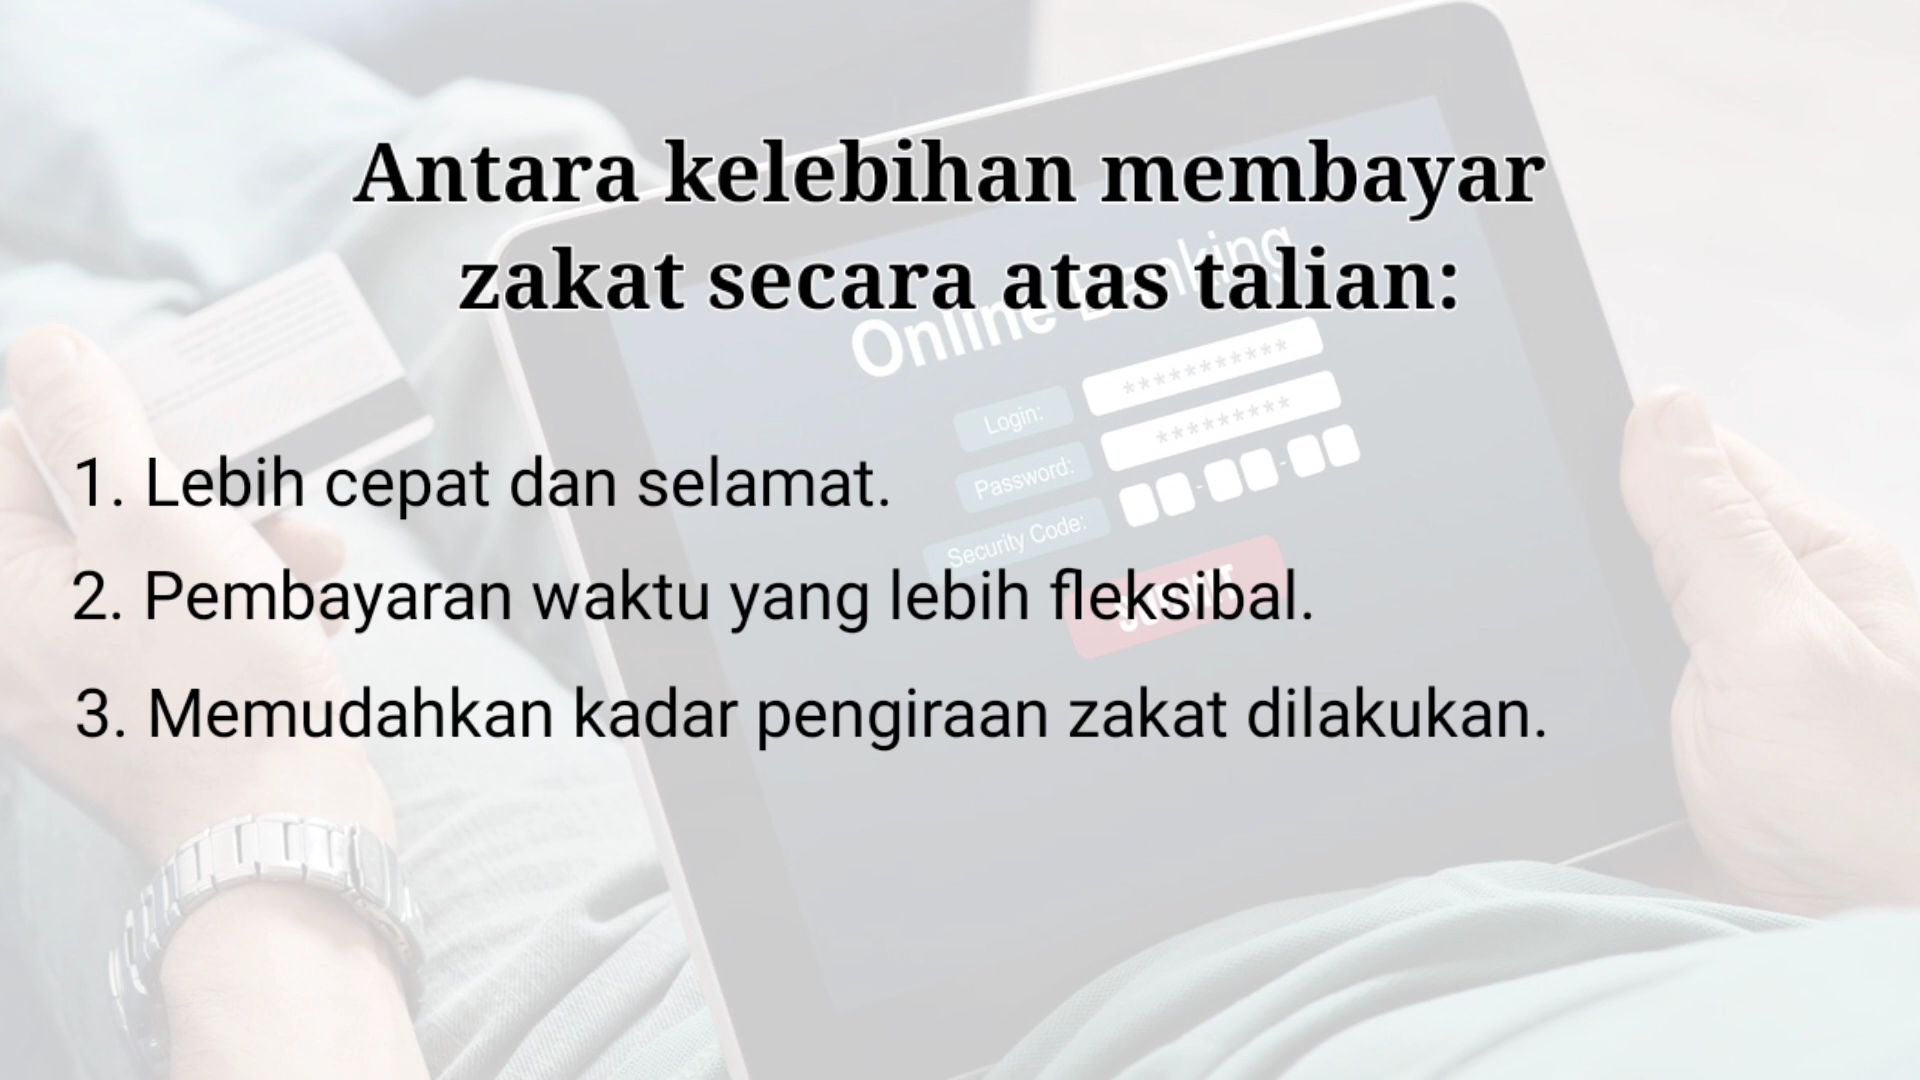 Antara kelebihan membayar
zakat secara atas talian:
Online Banking
Login: **********
Password: *********
Security Code:
1. Lebih cepat dan selamat.
2. Pembayaran waktu yang lebih fleksibal.
3. Memudahkan kadar pengiraan zakat dilakukan.